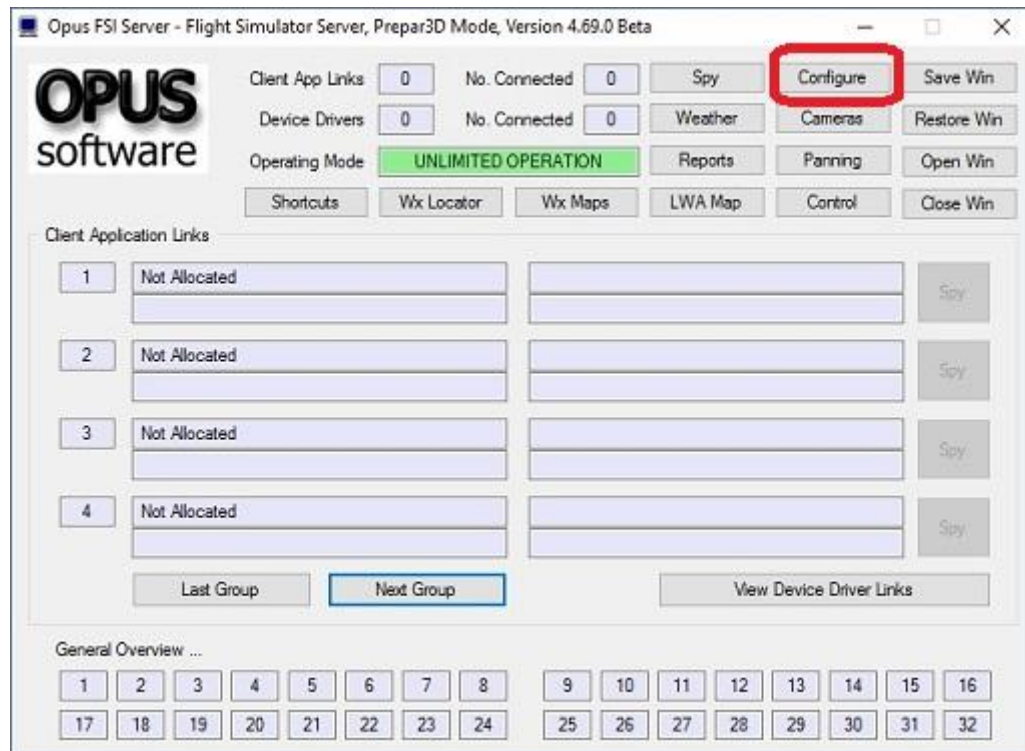 Opus FSI Server - Flight Simulator Server, Prepar3D Mode, Version 4.69.0 Beta
OPUS
software
Client App Links 0 No. Connected 0 Spy Configure Save Win
Device Drivers 0 No. Connected 0 Weather Cameras Restore Win
Operating Mode UNLIMITED OPERATION Reports Panning Open Win
Shortcuts Wx Locator Wx Maps LWA Map Control Close Win
Client Application Links
1 Not Allocated Spy
2 Not Allocated Spy
3 Not Allocated Spy
4 Not Allocated Spy
Last Group Next Group View Device Driver Links
General Overview ...
1 2 3 4 5 6 7 8 9 10 11 12 13 14 15 16
17 18 19 20 21 22 23 24 25 26 27 28 29 30 31 32